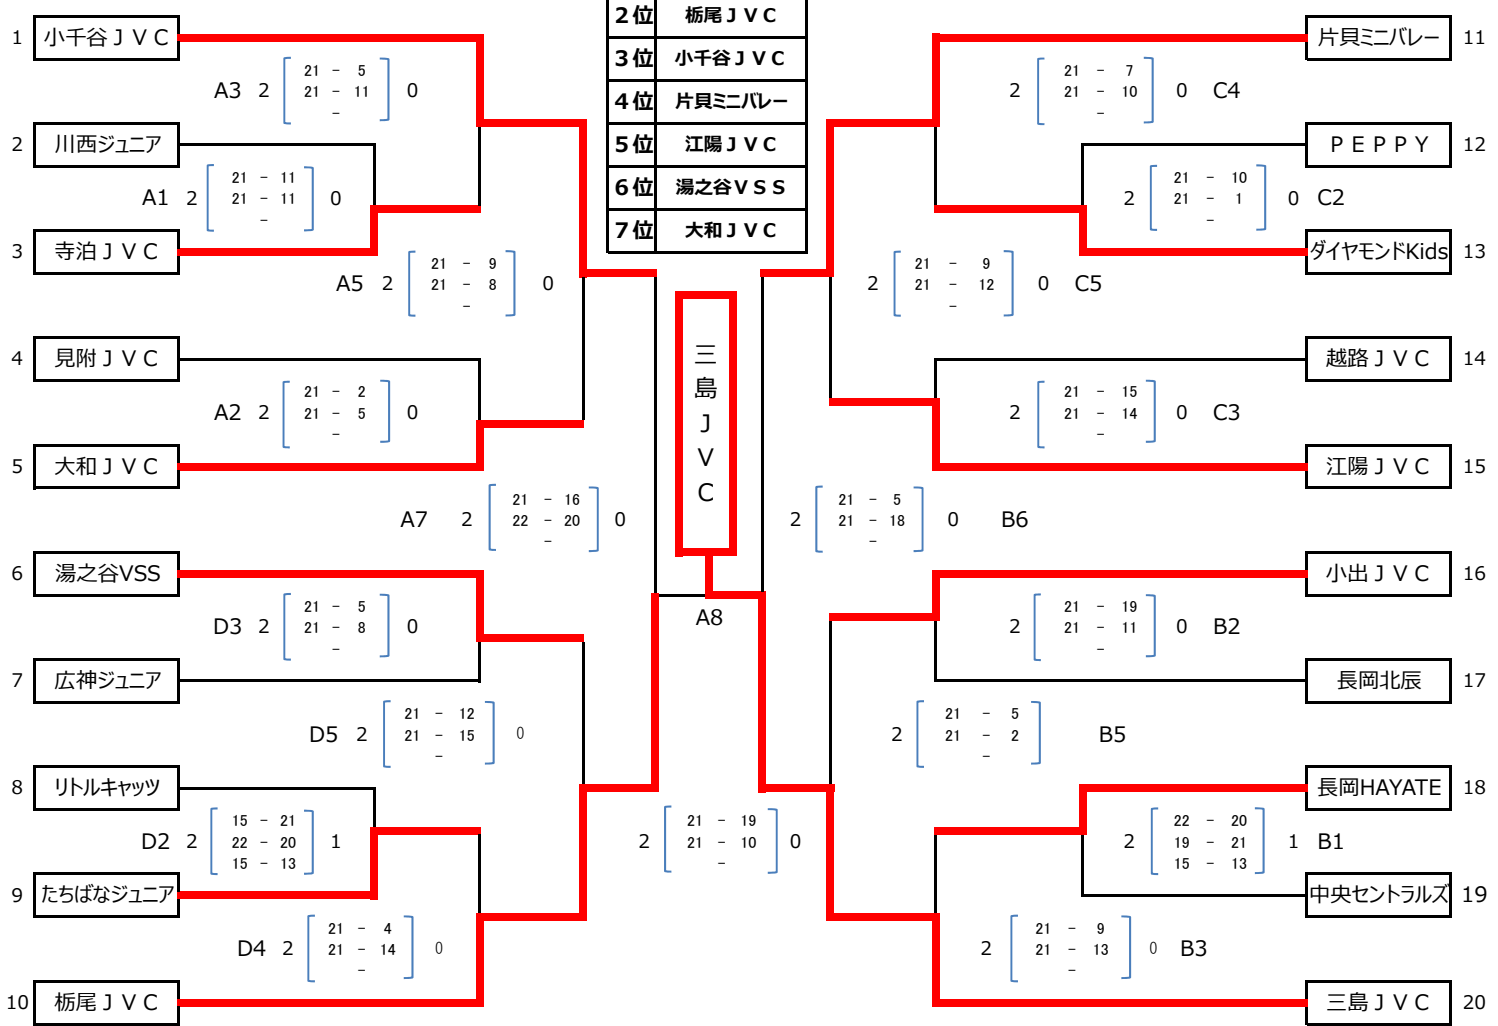 2位 栃尾ＪＶＣ
3位 小千谷ＪＶＣ
4位 片貝ミニバレー
5位 江陽ＪＶＣ
6位 湯之谷ＶＳＳ
7位 大和ＪＶＣ
1 小千谷ＪＶＣ
A3 2 21 - 5 0
21 - 11
-
2 川西ジュニア
A1 2 21 - 11 0
21 - 11
-
3 寺泊ＪＶＣ
A5 2 21 - 9 0
21 - 8
-
4 見附ＪＶＣ
A2 2 21 - 2 0
21 - 5
-
5 大和ＪＶＣ
A7 2 21 - 16 0
22 - 20
-
6 湯之谷VSS
D3 2 21 - 5 0
21 - 8
-
7 広神ジュニア
D5 2 21 - 12 0
21 - 15
-
8 リトルキャッツ
D2 2 15 - 21 1
22 - 20
15 - 13
9 たちばなジュニア
D4 2 21 - 4 0
21 - 14
-
10 栃尾ＪＶＣ
三島ＪＶＣ
A8
2 21 - 19 0
21 - 10
-
片貝ミニバレー 11
2 21 - 7 0 C4
21 - 10
-
ＰＥＰＰＹ 12
2 21 - 10 0 C2
21 - 1
-
ダイヤモンドKids 13
2 21 - 9 0 C5
21 - 12
-
越路ＪＶＣ 14
2 21 - 15 0 C3
21 - 14
-
江陽ＪＶＣ 15
2 21 - 5 0 B6
21 - 18
-
小出ＪＶＣ 16
2 21 - 19 0 B2
21 - 11
-
長岡北辰 17
2 21 - 5 B5
21 - 2
-
長岡HAYATE 18
2 22 - 20 1 B1
19 - 21
15 - 13
中央セントラルズ 19
2 21 - 9 0 B3
21 - 13
-
三島ＪＶＣ 20